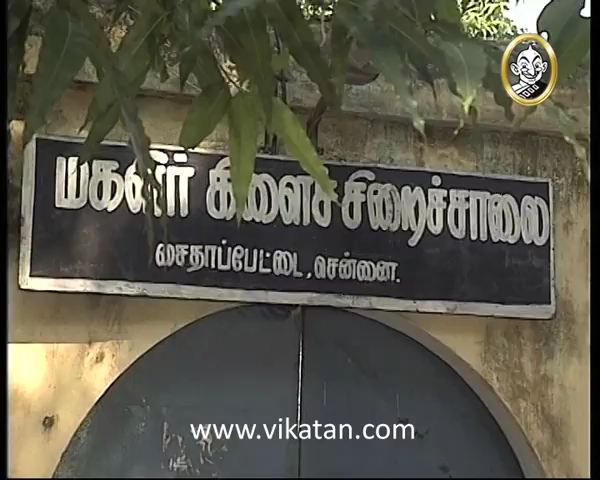 மகளிர் கிளைச் சிறைச்சாலை
சைதாப்பேட்டை, சென்னை.
www.vikatan.com